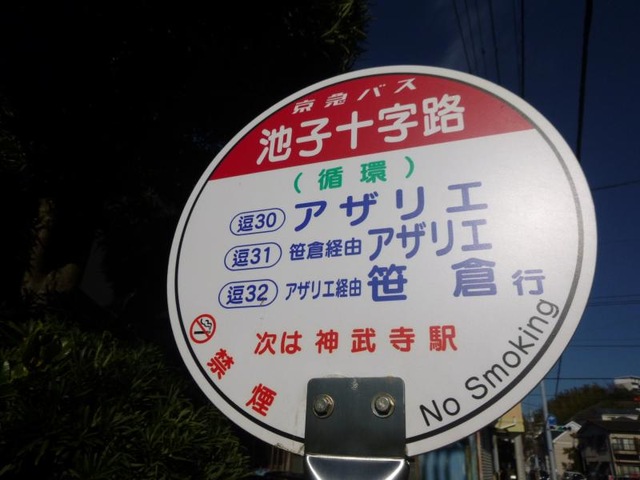 京急バス
池子十字路
(循環)
逗30 アザリエ
逗31 笹倉経由アザリエ
逗32 アザリエ経由笹倉行
次は神武寺駅
禁煙
No Smoking